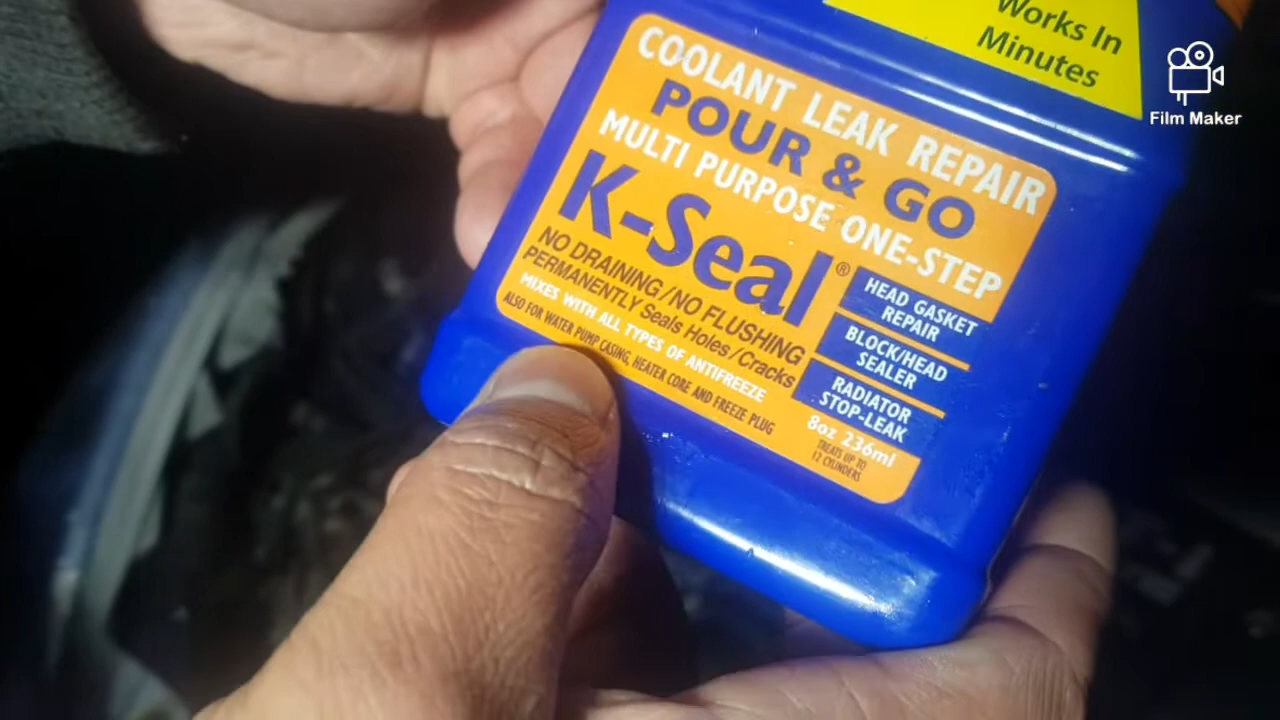 Works In
Minutes
Film Maker
COOLANT LEAK REPAIR
POUR & GO
MULTI PURPOSE ONE-STEP
K-Seal®
NO DRAINING/NO FLUSHING
PERMANENTLY Seals Holes/Cracks
MIXES WITH ALL TYPES OF ANTIFREEZE
ALSO FOR WATER PUMP CASING, HEATER CORE AND FREEZE PLUG
HEAD GASKET
REPAIR
BLOCK/HEAD
SEALER
RADIATOR
STOP-LEAK
8oz 236ml
TREATS UP TO
12 CYLINDERS